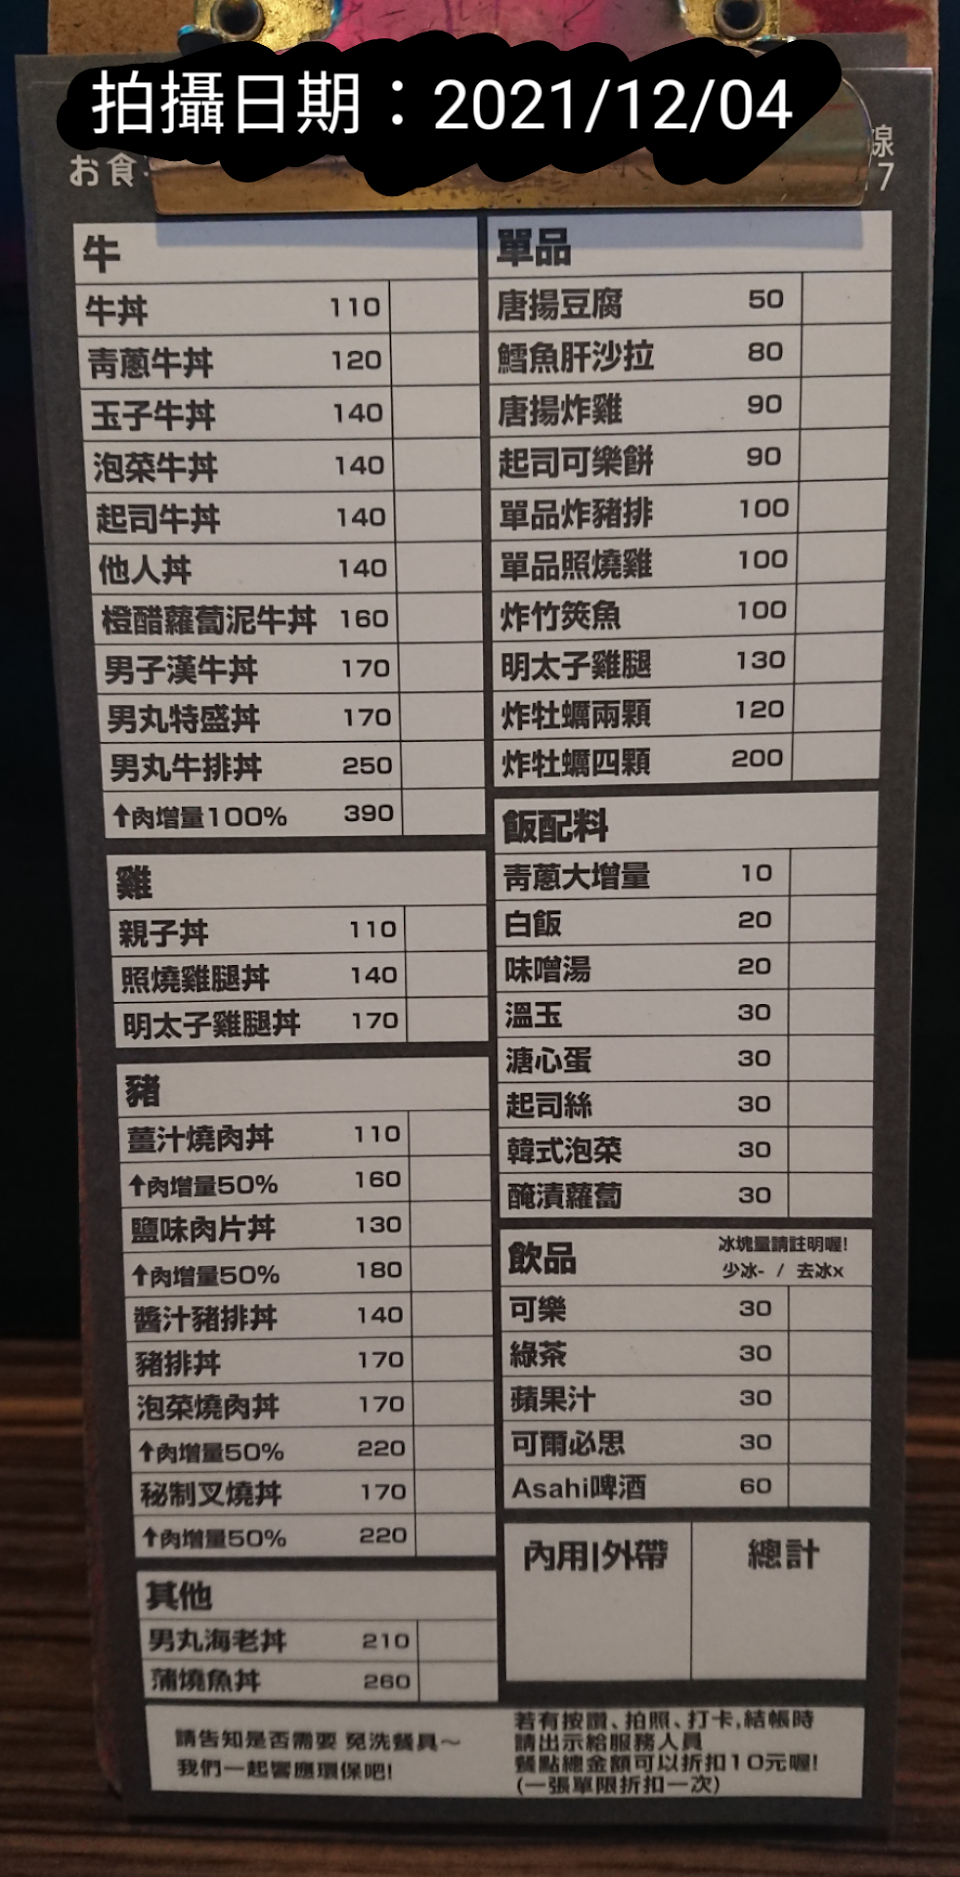 拍攝日期：2021/12/04
お食
線
17
牛
牛丼 110
青蔥牛丼 120
玉子牛丼 140
泡菜牛丼 140
起司牛丼 140
他人丼 140
橙醋蘿蔔泥牛丼 160
男子漢牛丼 170
男丸特盛丼 170
男丸牛排丼 250
↑肉增量100% 390
雞
親子丼 110
照燒雞腿丼 140
明太子雞腿丼 170
豬
薑汁燒肉丼 110
↑肉增量50% 160
鹽味肉片丼 130
↑肉增量50% 180
醬汁豬排丼 140
豬排丼 170
泡菜燒肉丼 170
↑肉增量50% 220
秘制叉燒丼 170
↑肉增量50% 220
其他
男丸海老丼 210
蒲燒魚丼 260
單品
唐揚豆腐 50
鱈魚肝沙拉 80
唐揚炸雞 90
起司可樂餅 90
單品炸豬排 100
單品照燒雞 100
炸竹筴魚 100
明太子雞腿 130
炸牡蠣兩顆 120
炸牡蠣四顆 200
飯配料
青蔥大增量 10
白飯 20
味噌湯 20
溫玉 30
溏心蛋 30
起司絲 30
韓式泡菜 30
醃漬蘿蔔 30
飲品
冰塊量請註明喔!
少冰- / 去冰x
可樂 30
綠茶 30
蘋果汁 30
可爾必思 30
Asahi啤酒 60
內用|外帶 總計
請告知是否需要 免洗餐具～
我們一起響應環保吧!
若有按讚、拍照、打卡,結帳時
請出示給服務人員
餐點總金額可以折扣10元喔!
(一張單限折扣一次)